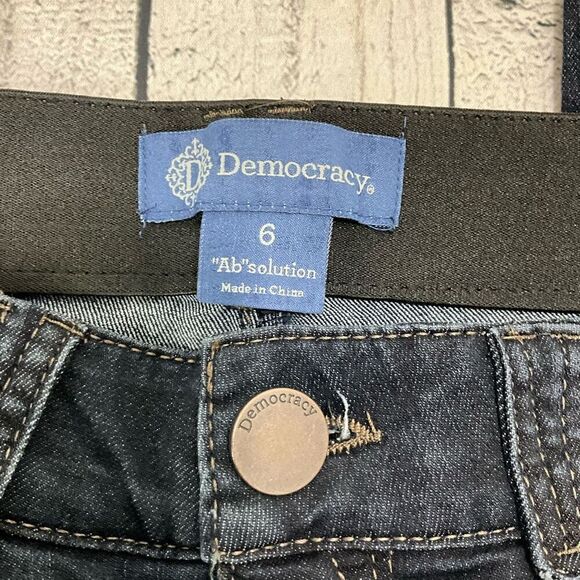 D Democracy®
6
"Ab"solution
Made in China
Democracy